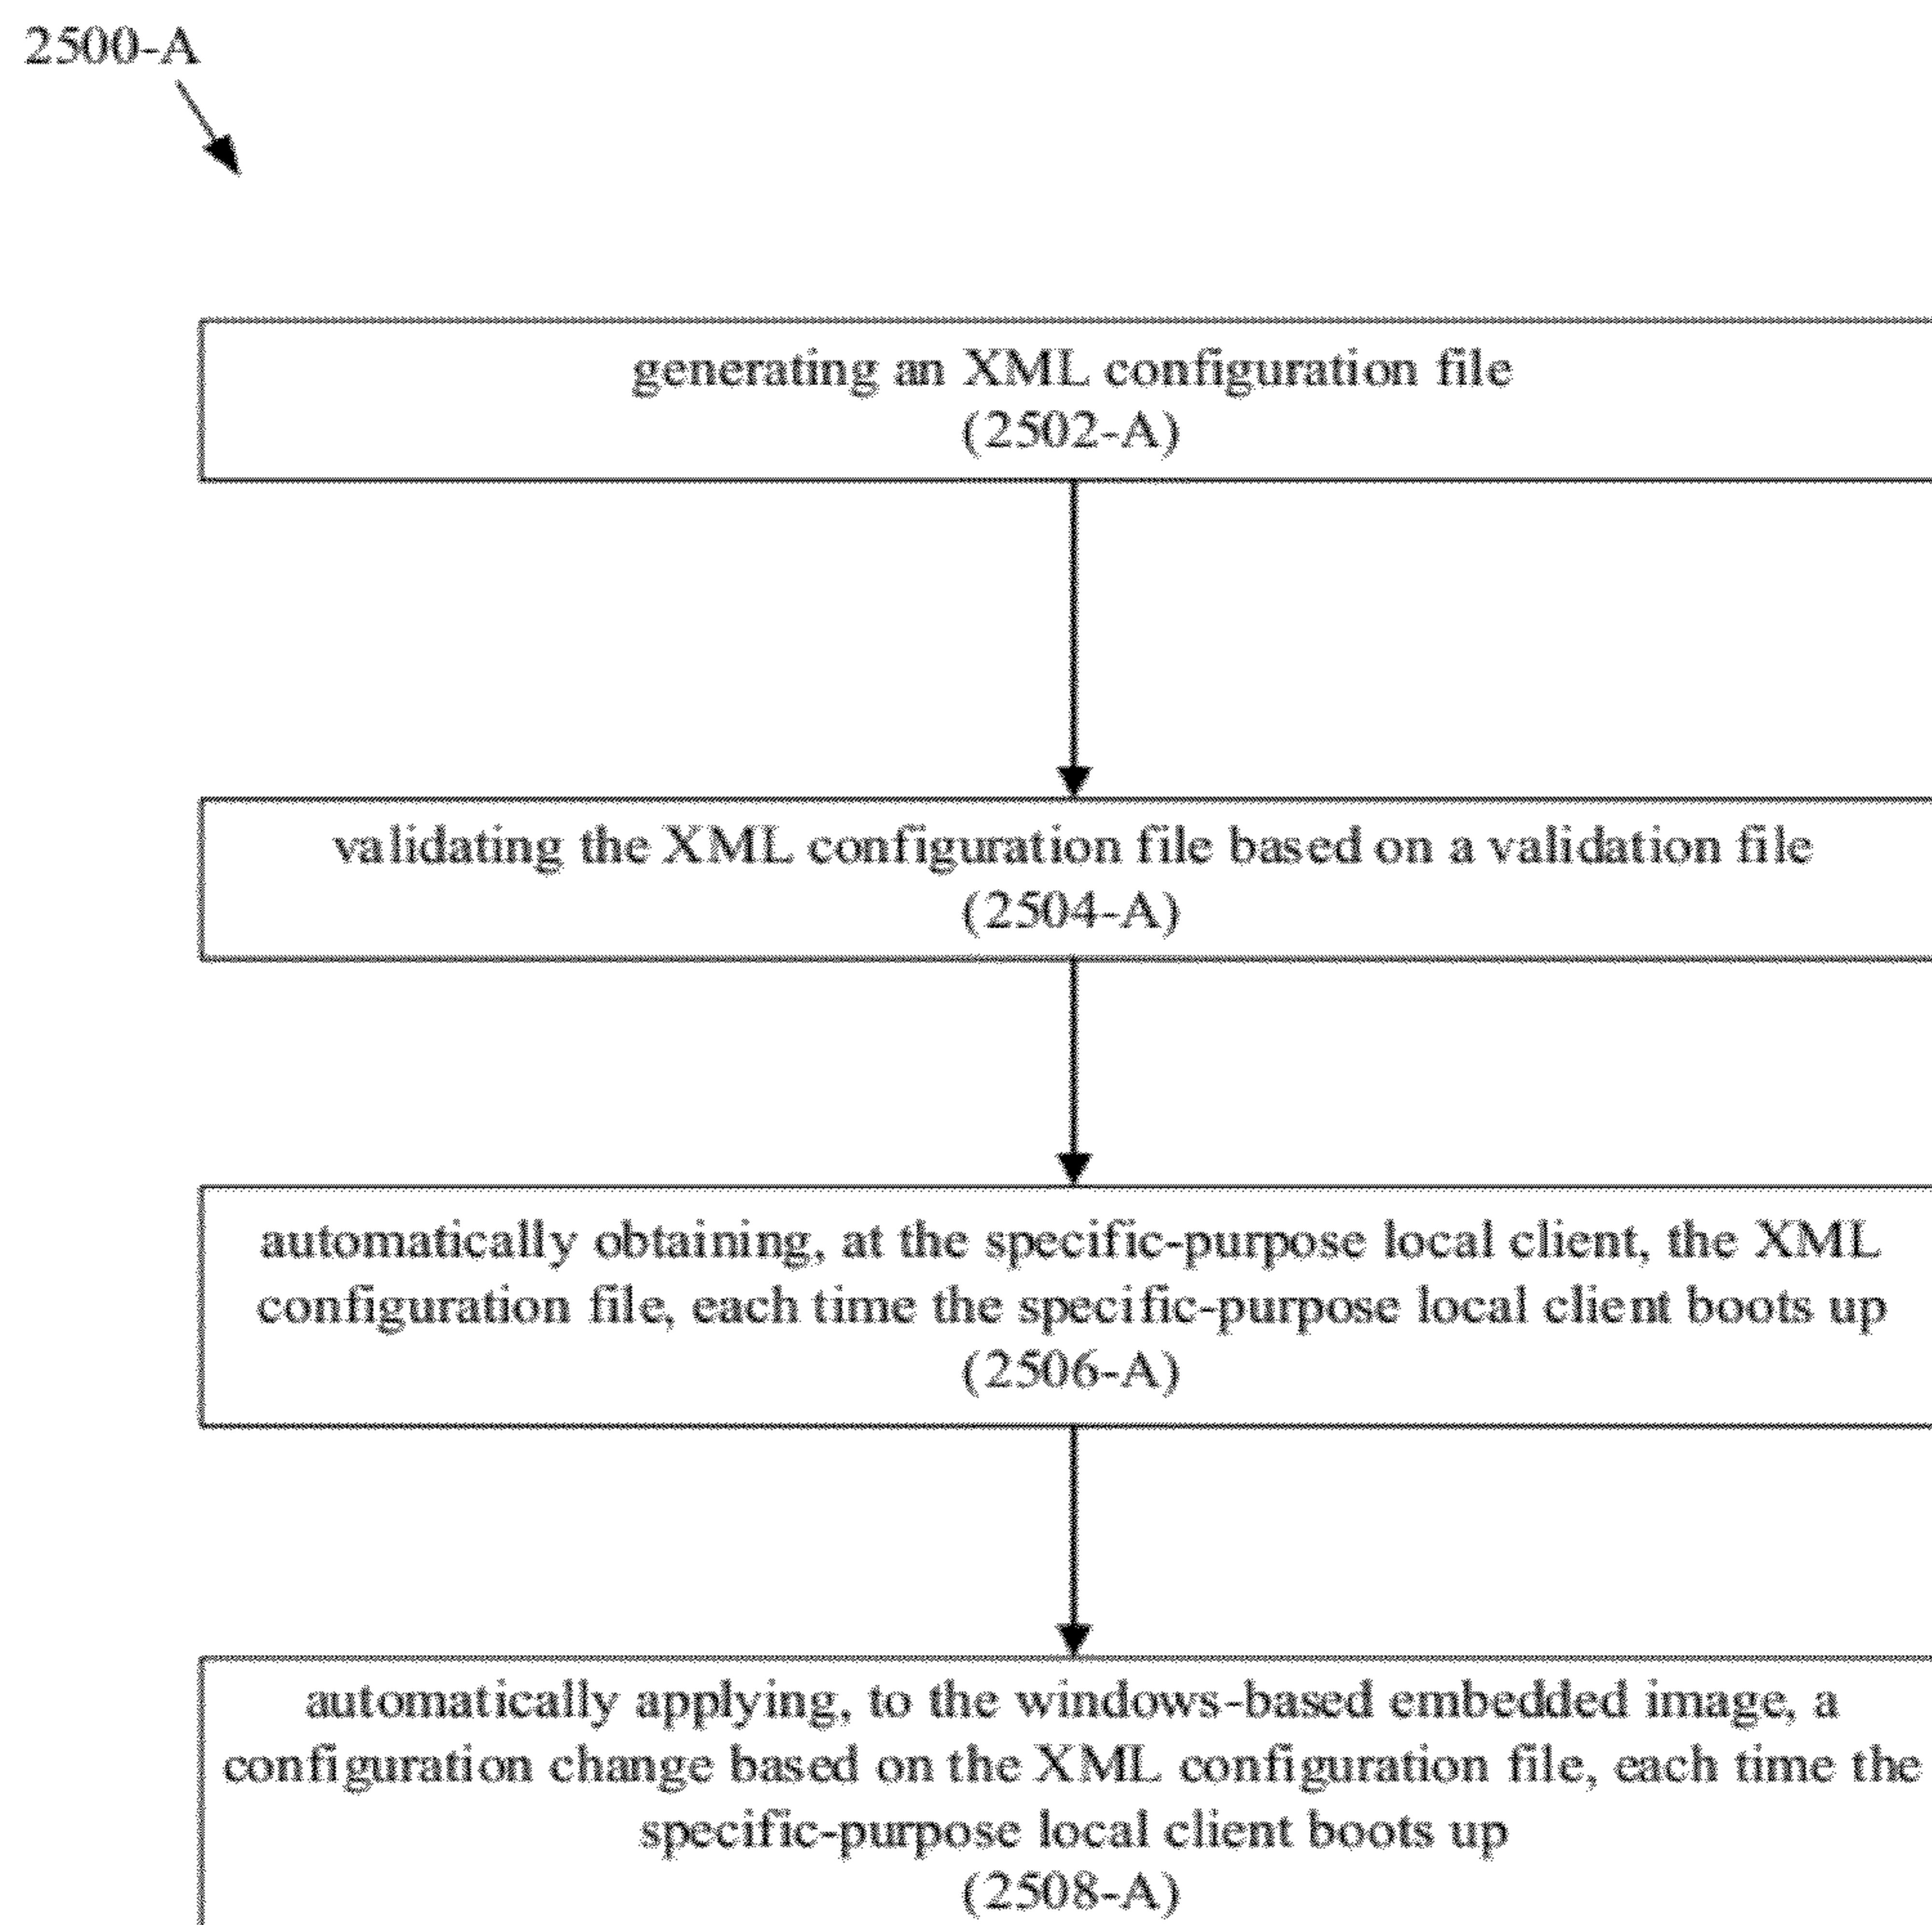 2500-A
generating an XML configuration file
(2502-A)
validating the XML configuration file based on a validation file
(2504-A)
automatically obtaining, at the specific-purpose local client, the XML
configuration file, each time the specific-purpose local client boots up
(2506-A)
automatically applying, to the windows-based embedded image, a
configuration change based on the XML configuration file, each time the
specific-purpose local client boots up
(2508-A)